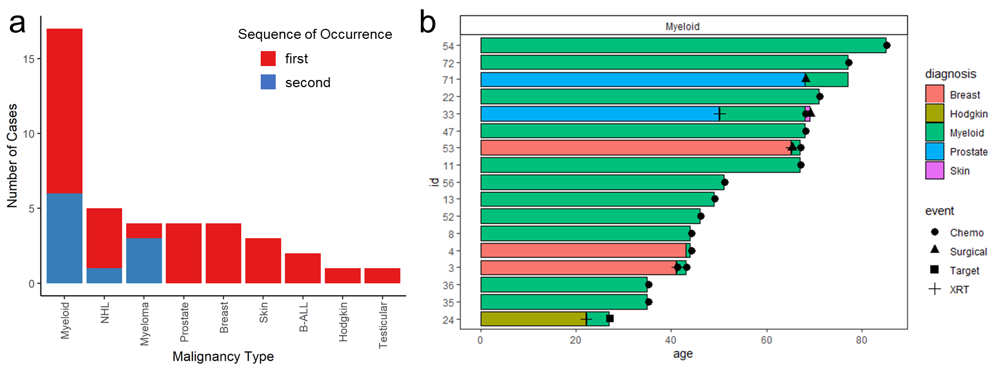 a
Sequence of Occurrence
first
second
Number of Cases
15
10
5
0
Myeloid
NHL
Myeloma
Prostate
Breast
Skin
B-ALL
Hodgkin
Testicular
Malignancy Type
b
Myeloid
id
54
72
71
22
33
47
53
11
56
13
52
8
4
3
36
35
24
0 20 40 60 80
age
diagnosis
Breast
Hodgkin
Myeloid
Prostate
Skin
event
Chemo
Surgical
Target
XRT